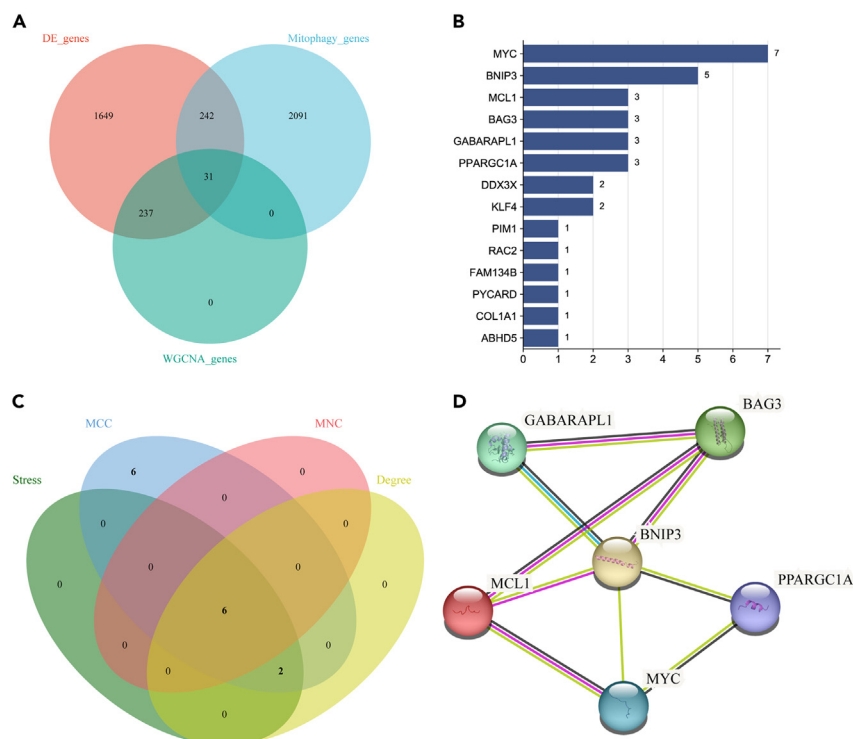 A
DE_genes
Mitophagy_genes
1649
242
2091
31
237
0
0
WGCNA_genes
B
MYC 7
BNIP3 5
MCL1 3
BAG3 3
GABARAPL1 3
PPARGC1A 3
DDX3X 2
KLF4 2
PIM1 1
RAC2 1
FAM134B 1
PYCARD 1
COL1A1 1
ABHD5 1
0 1 2 3 4 5 6 7
C
MCC
MNC
Stress
Degree
6
0
0
0
0
0
0
0
6
0
0
0
2
0
D
GABARAPL1
BAG3
BNIP3
MCL1
PPARGC1A
MYC